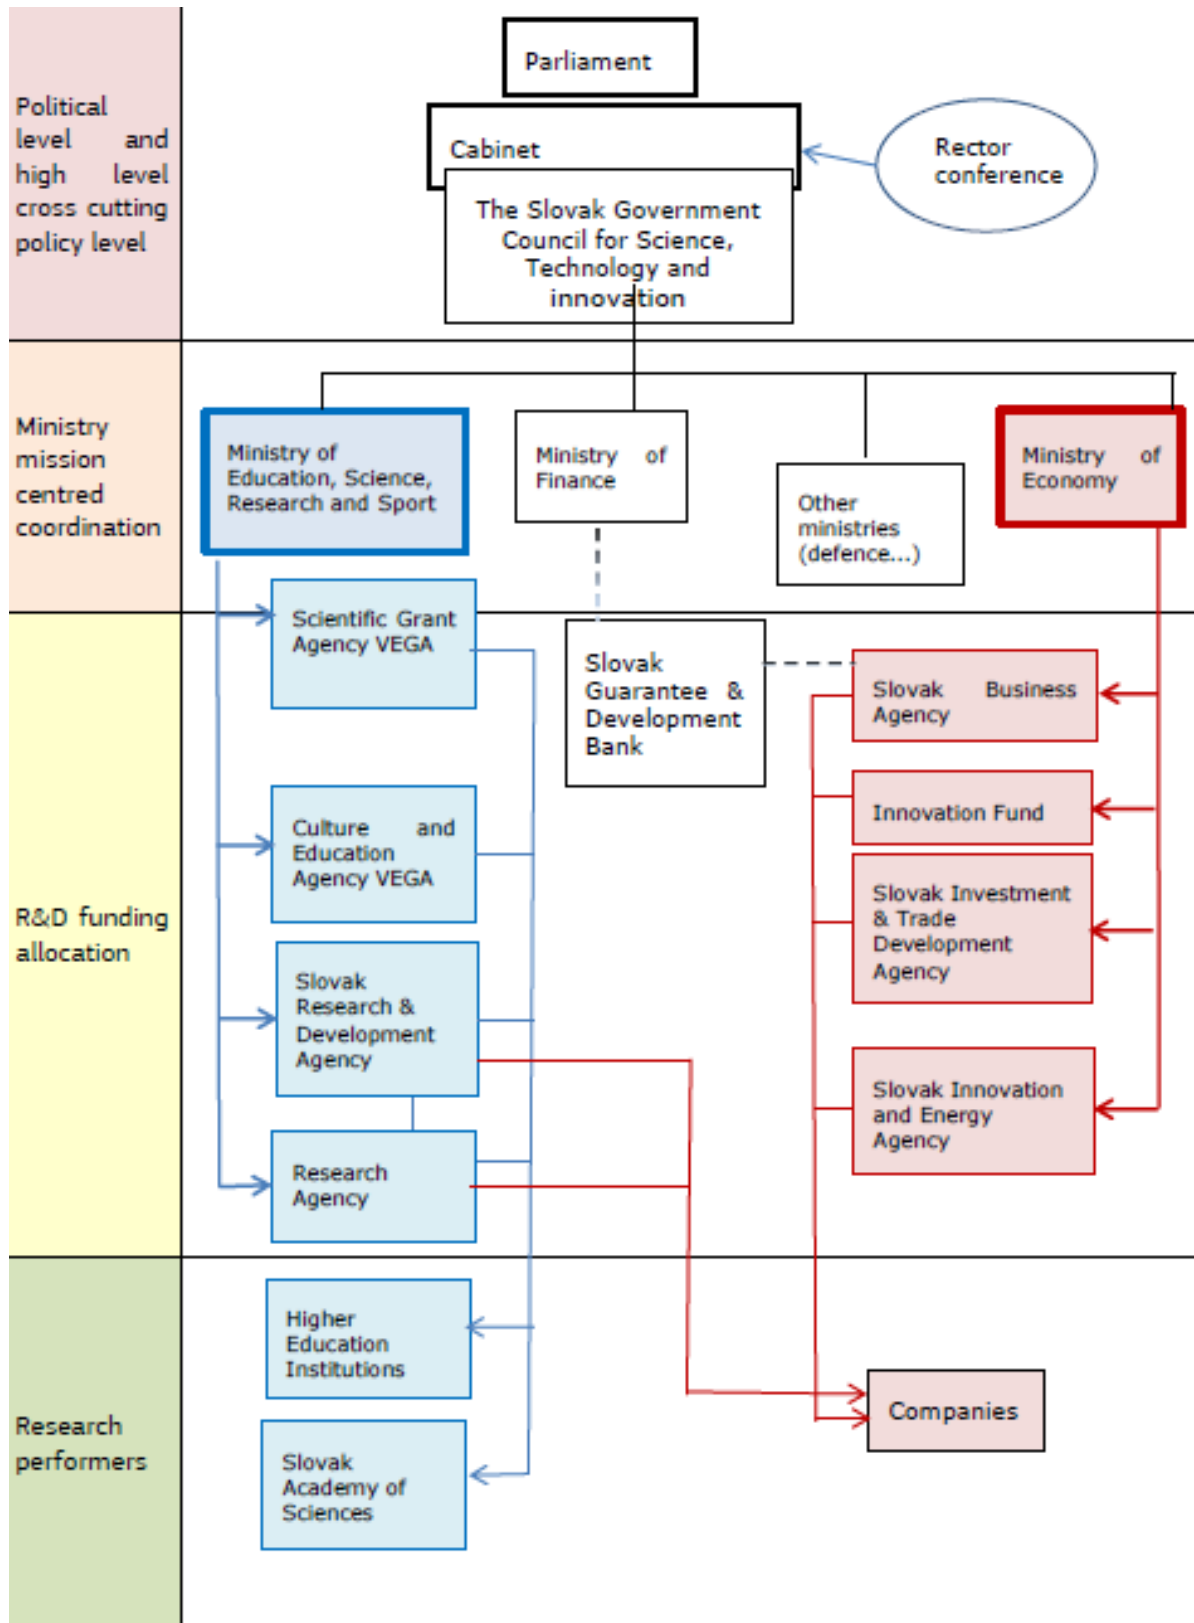 Political
level and
high level
cross cutting
policy level
Parliament
Cabinet
Rector
conference
The Slovak Government
Council for Science,
Technology and
innovation
Ministry
mission
centred
coordination
Ministry of
Education, Science,
Research and Sport
Ministry of
Finance
Other
ministries
(defence...)
Ministry of
Economy
R&D funding
allocation
Scientific Grant
Agency VEGA
Culture and
Education
Agency VEGA
Slovak
Research &
Development
Agency
Research
Agency
Slovak
Guarantee &
Development
Bank
Slovak Business
Agency
Innovation Fund
Slovak Investment
& Trade
Development
Agency
Slovak Innovation
and Energy
Agency
Research
performers
Higher
Education
Institutions
Slovak
Academy of
Sciences
Companies